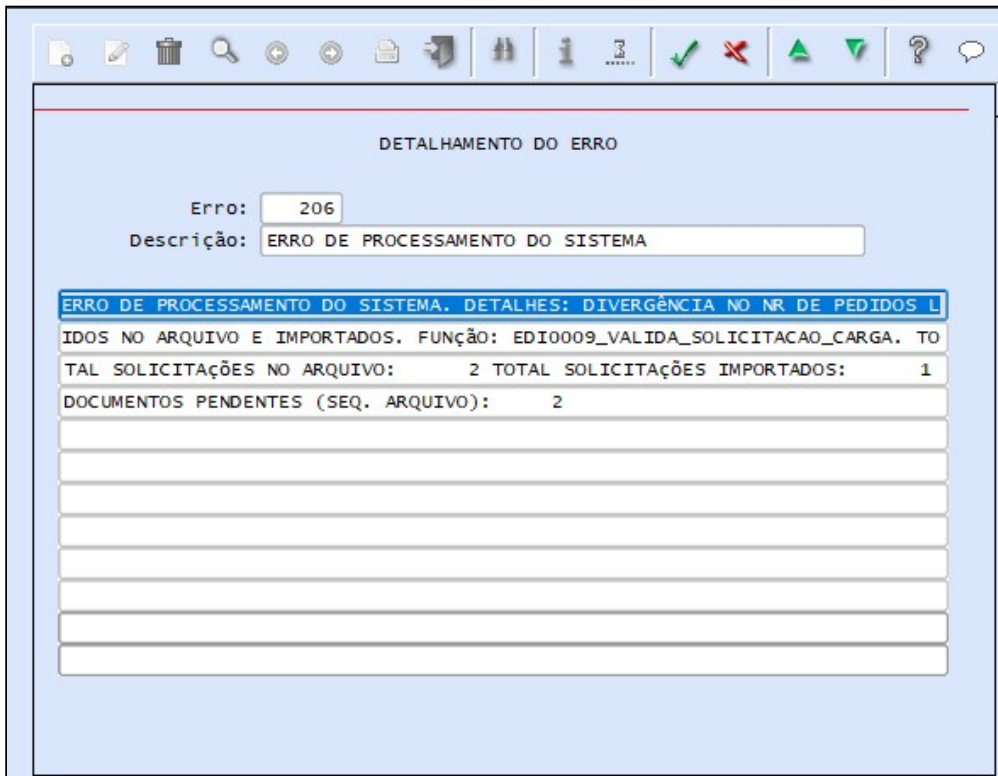 DETALHAMENTO DO ERRO
Erro: 206
Descrição: ERRO DE PROCESSAMENTO DO SISTEMA
ERRO DE PROCESSAMENTO DO SISTEMA. DETALHES: DIVERGêNCIA NO NR DE PEDIDOS L
IDOS NO ARQUIVO E IMPORTADOS. FUNçãO: EDI0009_VALIDA_SOLICITACAO_CARGA. TO
TAL SOLICITAçõES NO ARQUIVO: 2 TOTAL SOLICITAçõES IMPORTADOS: 1
DOCUMENTOS PENDENTES (SEQ. ARQUIVO): 2